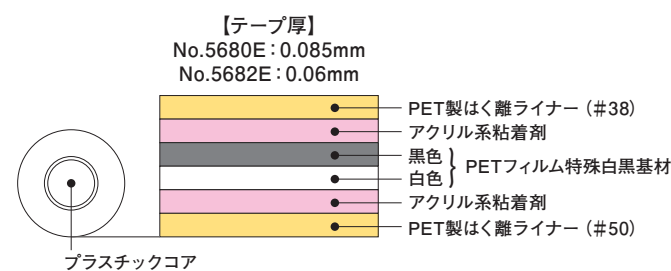 【テープ厚】
No.5680E：0.085mm
No.5682E：0.06mm
PET製はく離ライナー（#38）
アクリル系粘着剤
黒色
白色
PETフィルム特殊白黒基材
アクリル系粘着剤
PET製はく離ライナー（#50）
プラスチックコア